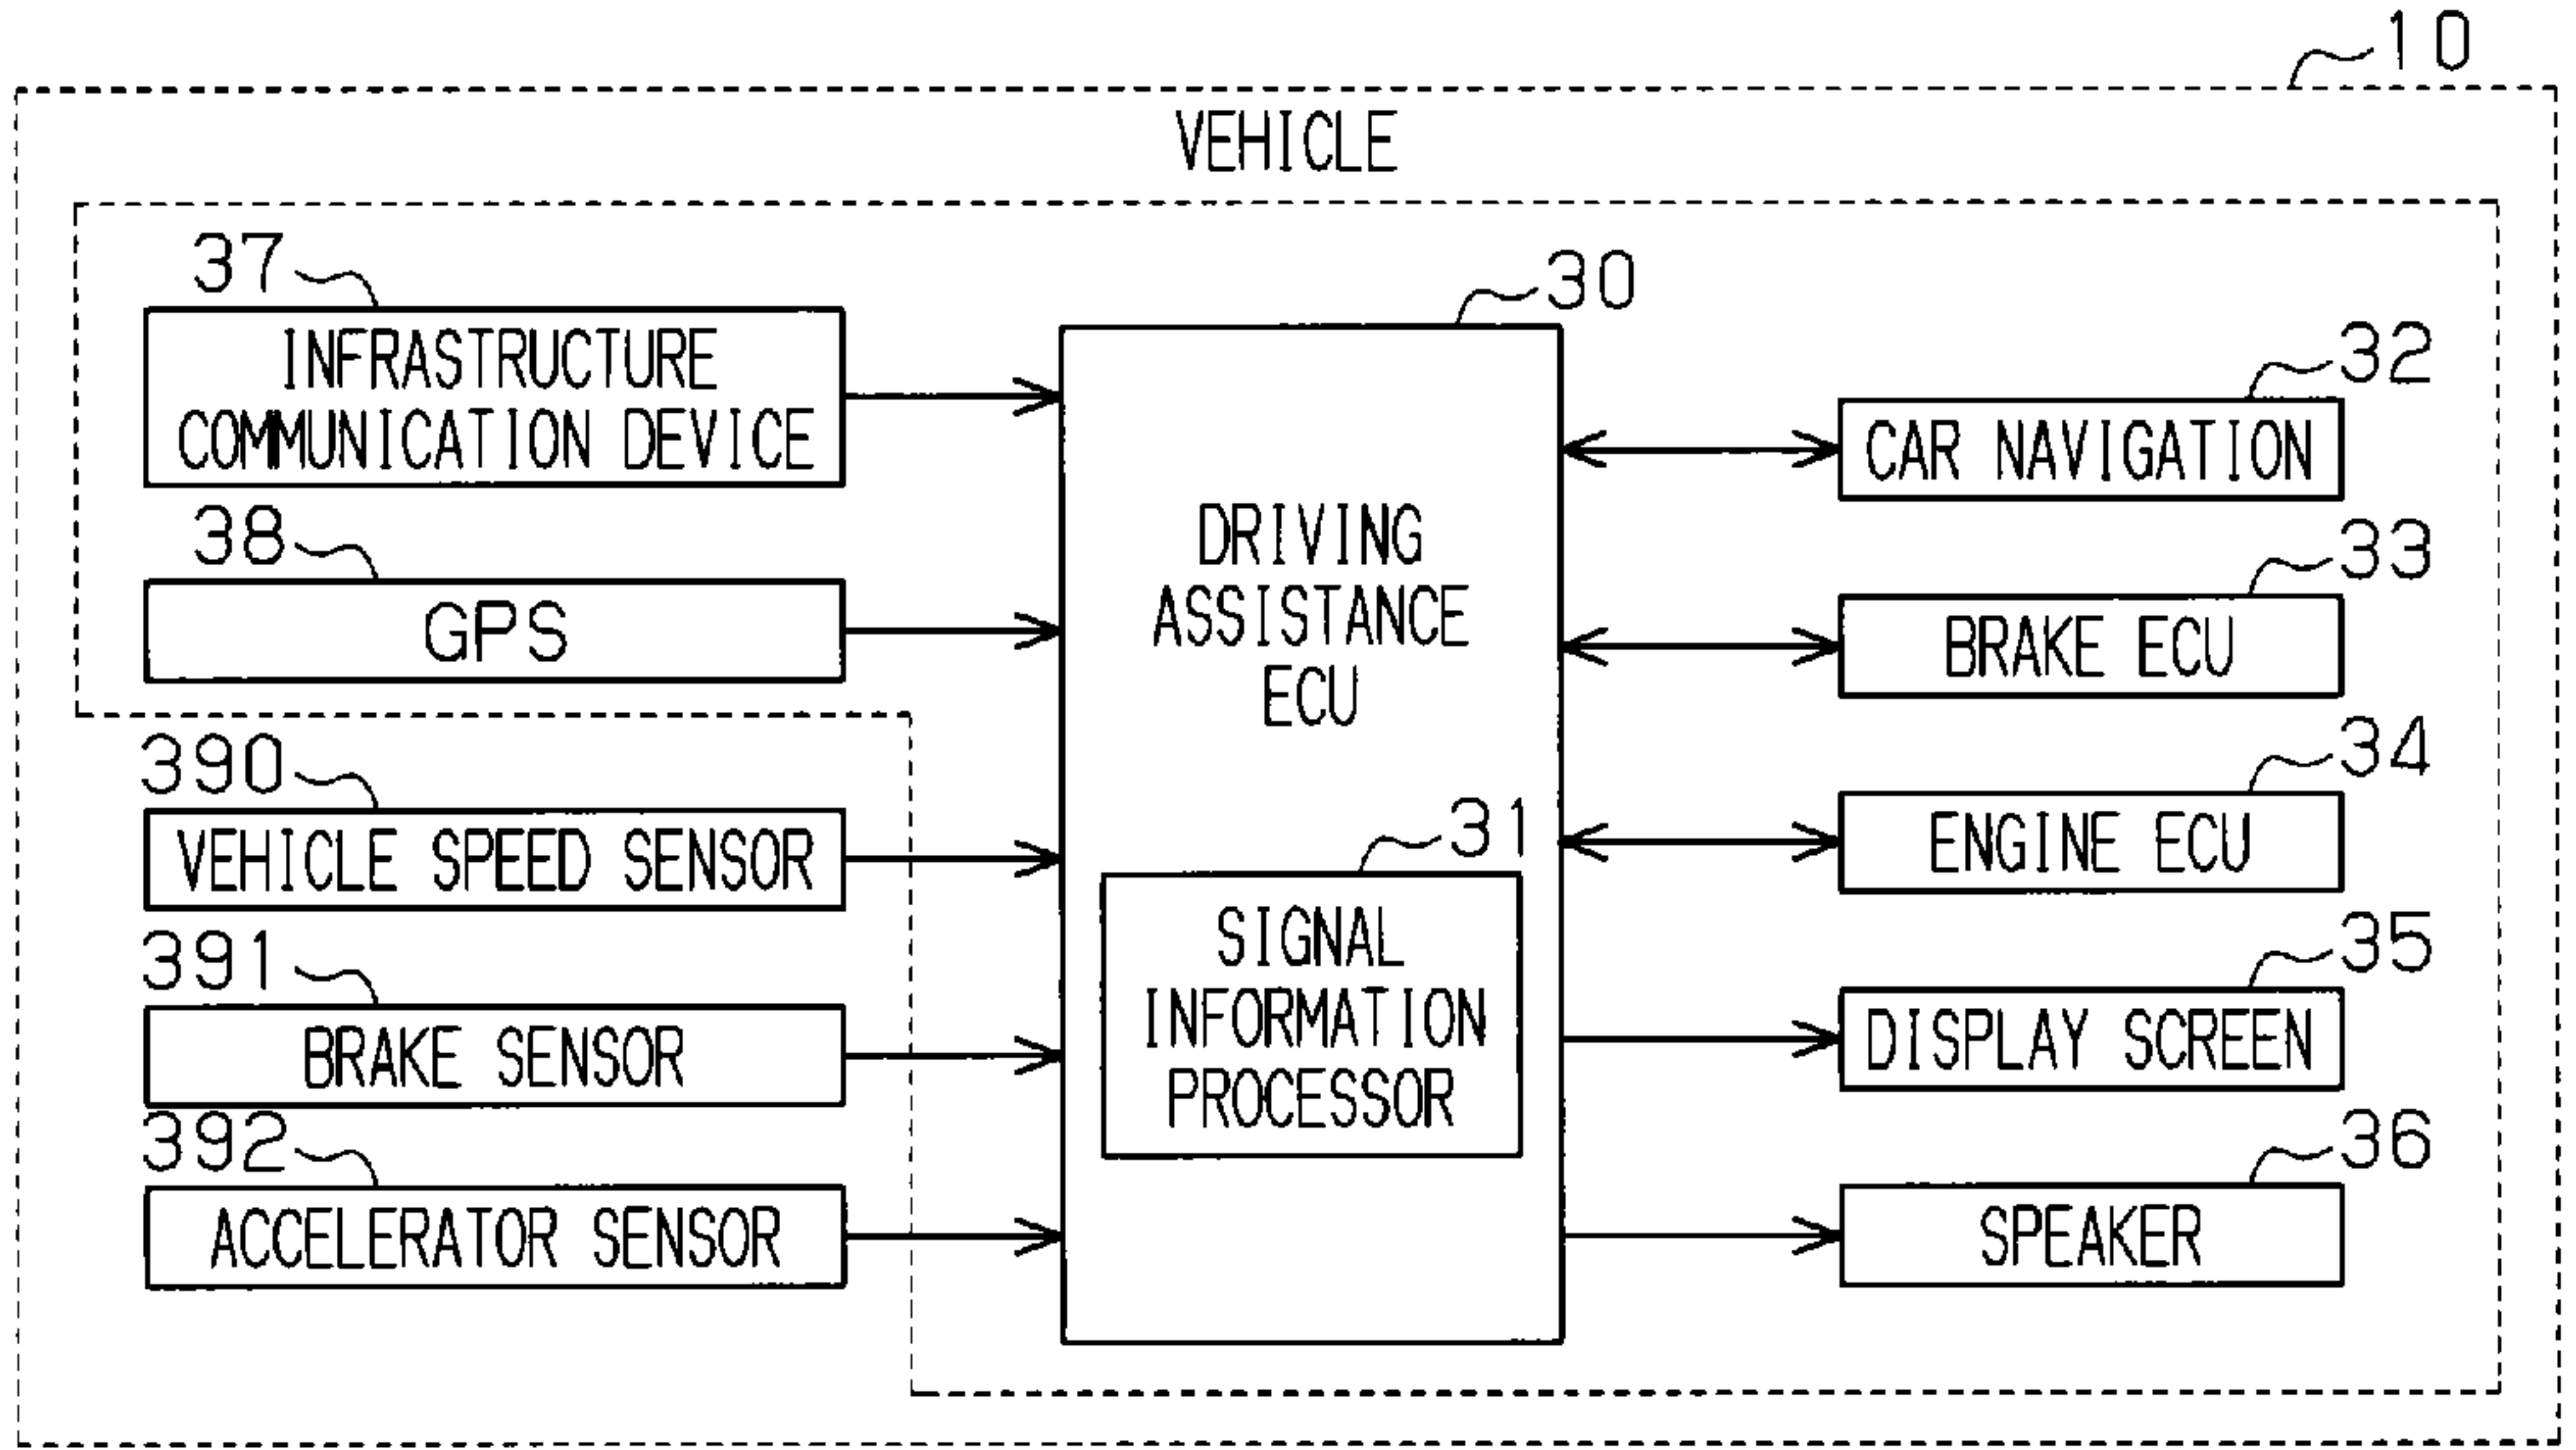 10
VEHICLE
37
INFRASTRUCTURE
COMMUNICATION DEVICE
38
GPS
390
VEHICLE SPEED SENSOR
391
BRAKE SENSOR
392
ACCELERATOR SENSOR
30
DRIVING
ASSISTANCE
ECU
31
SIGNAL
INFORMATION
PROCESSOR
32
CAR NAVIGATION
33
BRAKE ECU
34
ENGINE ECU
35
DISPLAY SCREEN
36
SPEAKER